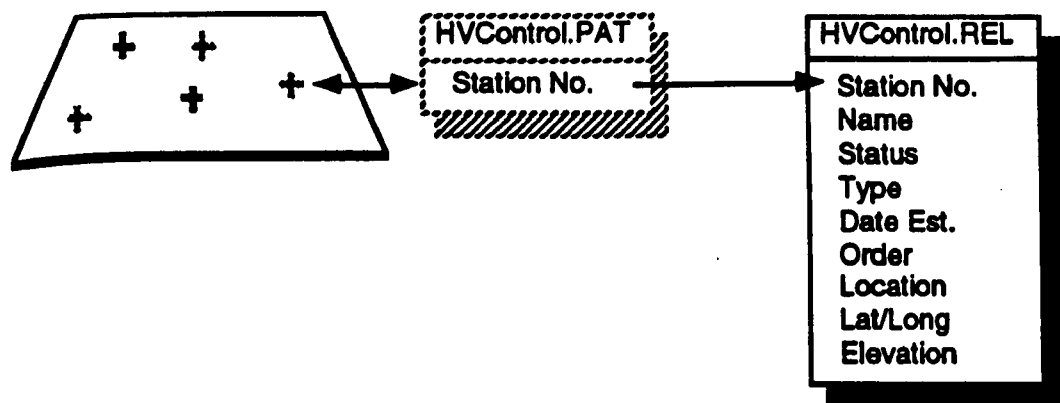 HVControl.PAT
Station No.
HVControl.REL
Station No.
Name
Status
Type
Date Est.
Order
Location
Lat/Long
Elevation